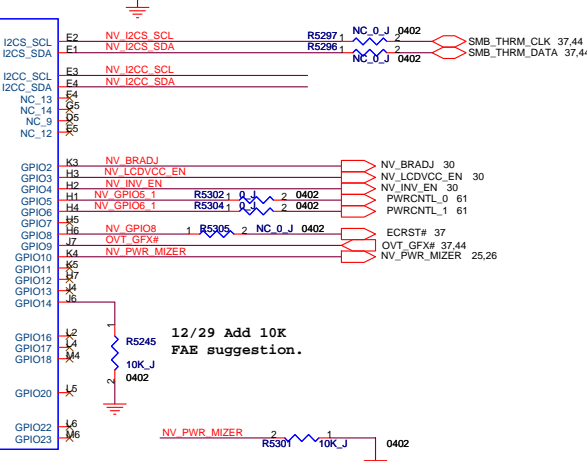 R5297 1 NC_0_J 2 0402
I2CS_SCL E2 NV_I2CS_SCL SMB_THRM_CLK 37,44
I2CS_SDA E1 NV_I2CS_SDA R5296 1 2 SMB_THRM_DATA 37,44
NC_0_J 0402
I2CC_SCL E3 NV_I2CC_SCL
I2CC_SDA E4 NV_I2CC_SDA
NC_13
NC_14 G5
NC_9 D5
NC_12 E5
GPIO2 K3 NV_BRADJ NV_BRADJ 30
GPIO3 H3 NV_LCDVCC_EN NV_LCDVCC_EN 30
GPIO4 H2 NV_INV_EN NV_INV_EN 30
GPIO5 H1 NV_GPIO5_1 R5302 1 0_J 2 0402 PWRCNTL_0 61
GPIO6 H4 NV_GPIO6_1 R5304 1 0_J 2 0402 PWRCNTL_1 61
GPIO7 H5
GPIO8 H6 NV_GPIO8 1 R5305 2 NC_0_J 0402 ECRST# 37
GPIO9 J7 OVT_GFX# OVT_GFX# 37,44
GPIO10 K4 NV_PWR_MIZER NV_PWR_MIZER 25,26
GPIO11 K5
GPIO12 H7
GPIO13 J4
GPIO14 J6
GPIO16 L2
GPIO17 L4
GPIO18 M4
1
R5245
10K_J
2
0402
12/29 Add 10K
FAE suggestion.
GPIO20 L5
GPIO22 L6
GPIO23 M6
NV_PWR_MIZER 2 R5301 1 10K_J 0402